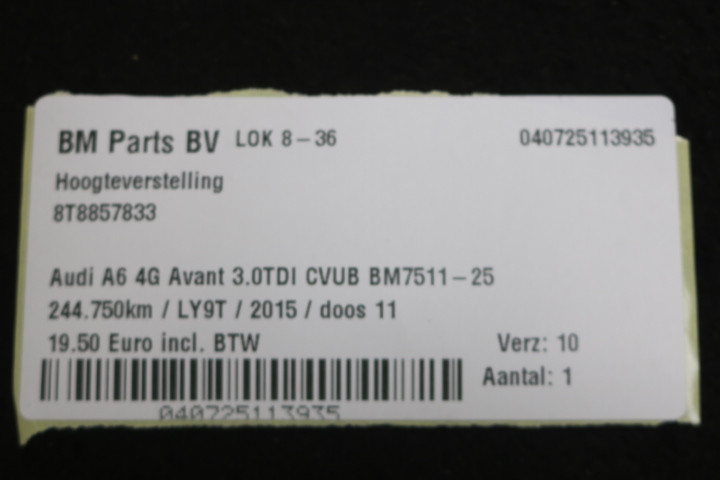 BM Parts BV LOK 8-36 040725113935
Hoogteverstelling
8T8857833
Audi A6 4G Avant 3.0TDI CVUB BM7511-25
244.750km / LY9T / 2015 / doos 11
19.50 Euro incl. BTW Verz: 10
Aantal: 1
040725113935